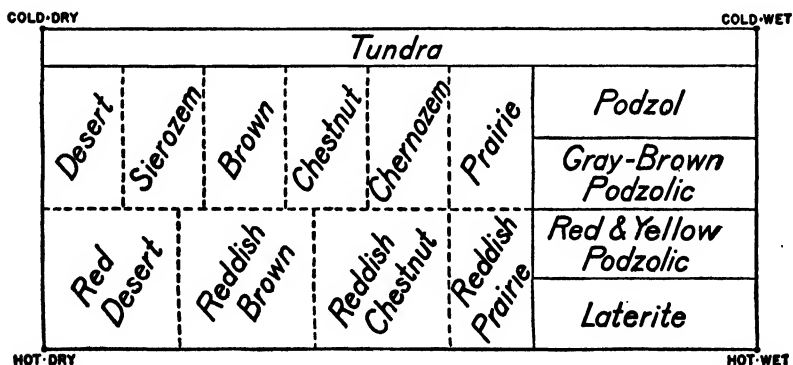 COLD-DRY
COLD-WET
Tundra
Desert
Sierozem
Brown
Chestnut
Chernozem
Prairie
Podzol
Gray-Brown
Podzolic
Red
Desert
Reddish
Brown
Reddish
Chestnut
Reddish
Prairie
Red & Yellow
Podzolic
Laterite
HOT-DRY
HOT-WET